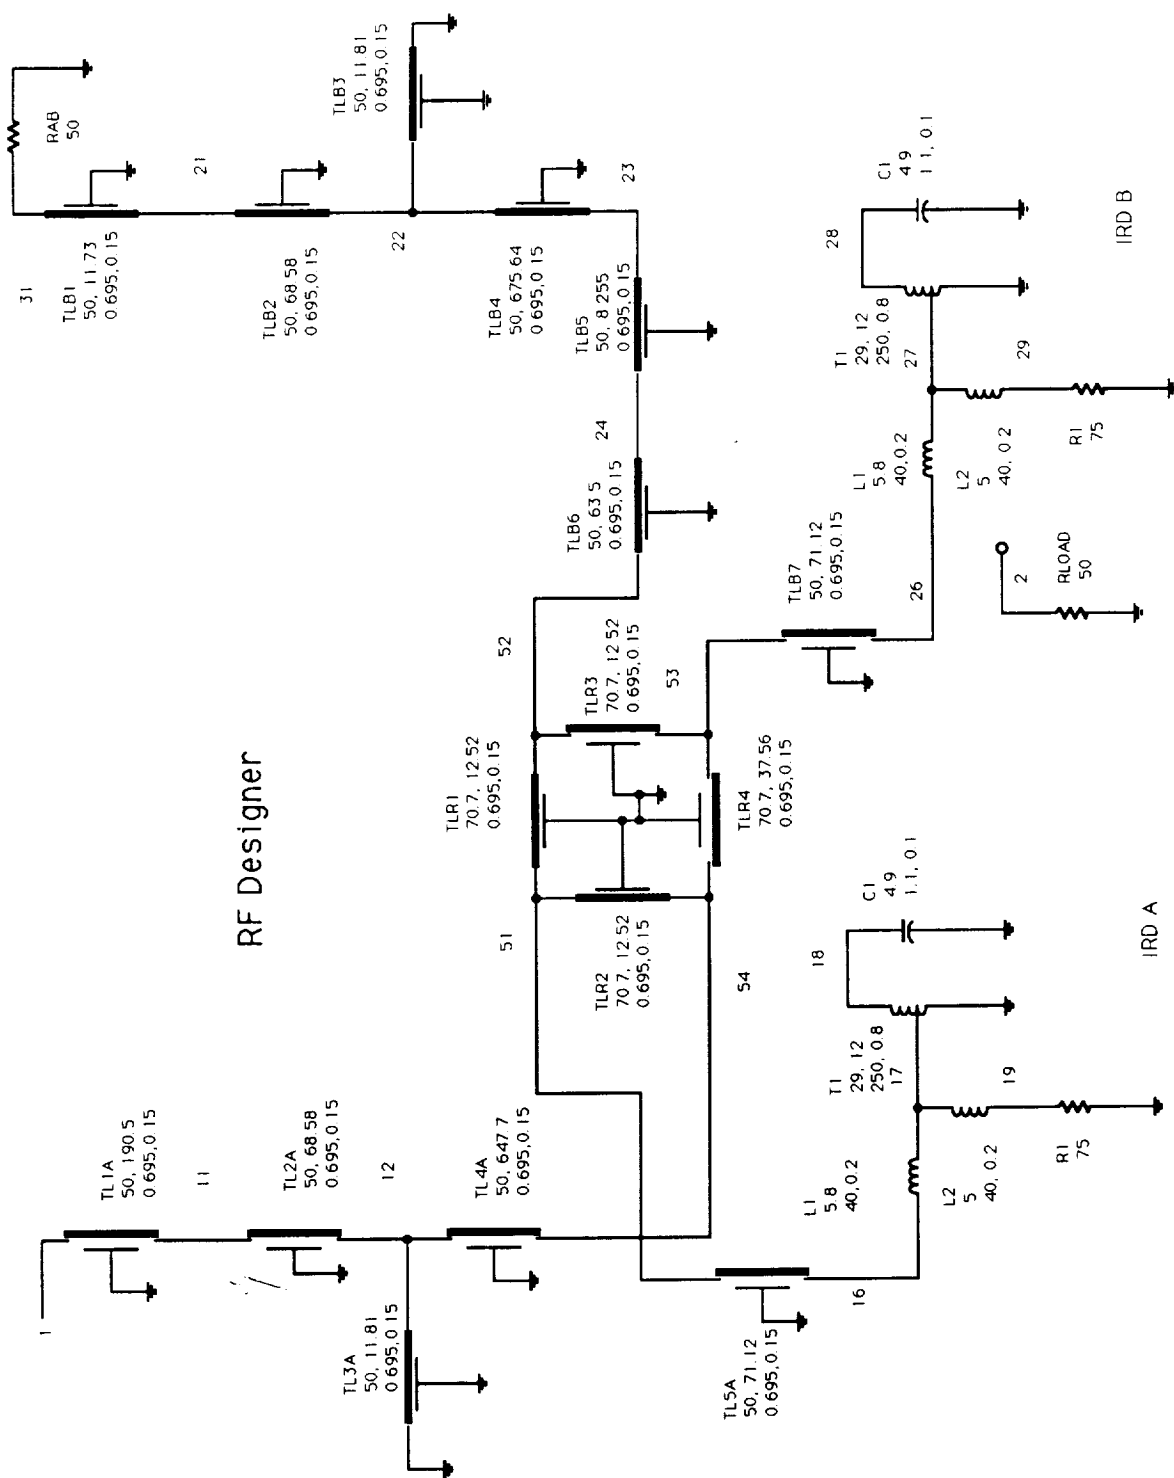 RF Designer
1
TL1A
50, 190.5
0.695,0.15
11
TL2A
50, 68.58
0.695,0.15
12
TL3A
50, 11.81
0.695,0.15
TL4A
50, 647.7
0.695,0.15
TL5A
50, 71.12
0.695,0.15
16
L1
5.8
40,0.2
L2
5
40, 0.2
R1
75
19
T1
29, 12
250, 0.8
17
18
C1
4.9
1.1, 0.1
IRD A
51
54
TLR1
70.7, 12.52
0.695,0.15
TLR2
70.7, 12.52
0.695,0.15
TLR3
70.7, 12.52
0.695,0.15
TLR4
70.7, 37.56
0.695,0.15
52
53
31
RAB
50
TLB1
50, 11.73
0.695,0.15
21
TLB2
50, 68.58
0.695,0.15
22
TLB3
50, 11.81
0.695,0.15
TLB4
50, 675.64
0.695,0.15
23
TLB5
50, 8.255
0.695,0.15
24
TLB6
50, 63.5
0.695,0.15
TLB7
50, 71.12
0.695,0.15
26
L1
5.8
40,0.2
L2
5
40, 0.2
R1
75
29
T1
29, 12
250, 0.8
27
28
C1
4.9
1.1, 0.1
2
RLOAD
50
IRD B